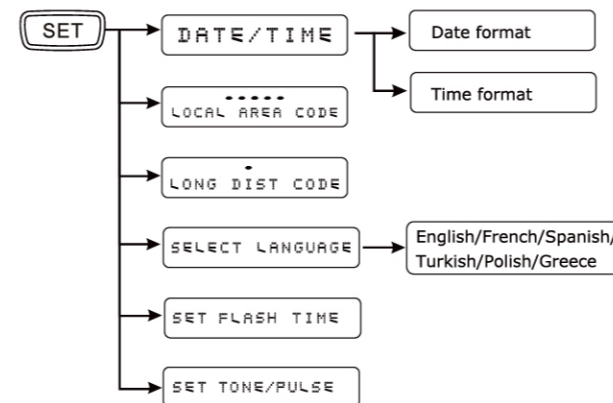 SET
DATE/TIME
Date format
Time format
LOCAL AREA CODE
LONG DIST CODE
SELECT LANGUAGE
English/French/Spanish/
Turkish/Polish/Greece
SET FLASH TIME
SET TONE/PULSE